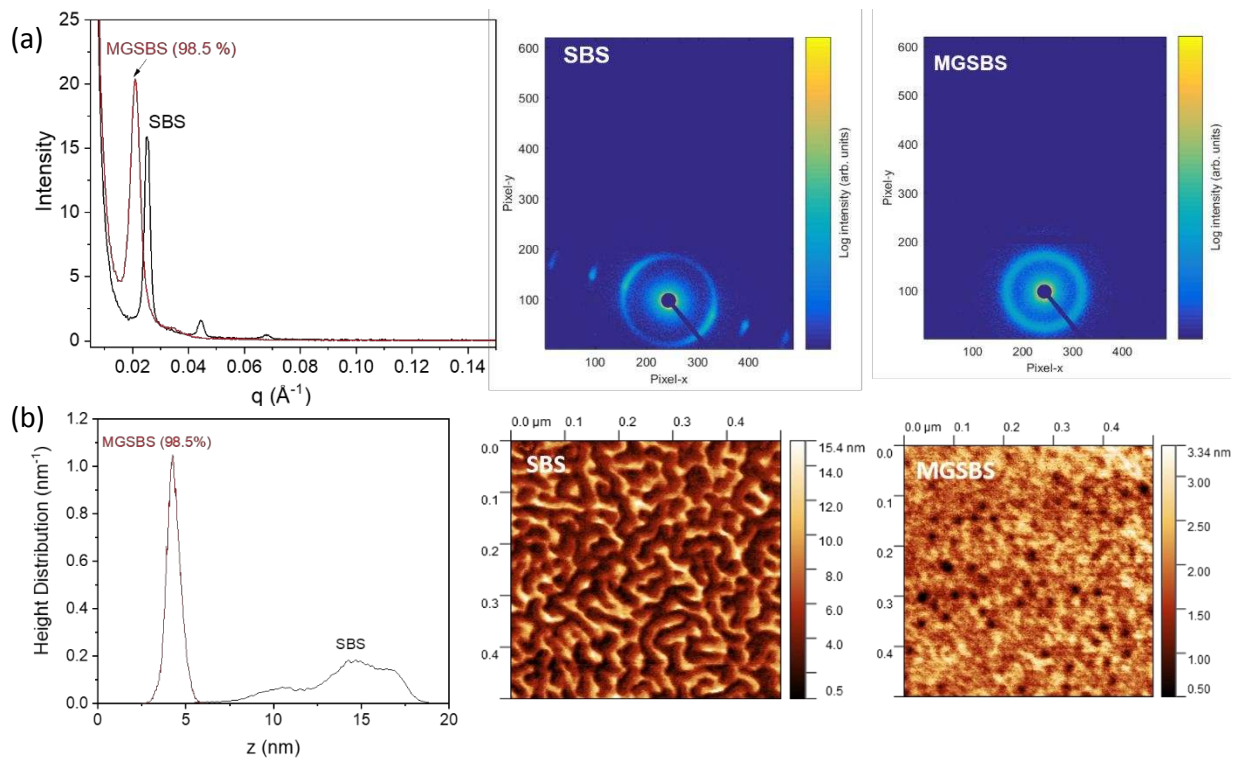 (a)
25
20
15
10
5
0
Intensity
MGSBS (98.5 %)
SBS
0.02 0.04 0.06 0.08 0.10 0.12 0.14
q (Å-1)
600
500
400
300
200
100
Pixel-y
SBS
100 200 300 400
Pixel-x
Log intensity (arb. units)
600
500
400
300
200
100
Pixel-y
MGSBS
100 200 300 400
Pixel-x
Log intensity (arb. units)
(b)
1.2
1.0
0.8
0.6
0.4
0.2
0.0
Height Distribution (nm-1)
MGSBS (98.5%)
SBS
0 5 10 15 20
z (nm)
0.0 µm 0.1 0.2 0.3 0.4
0.0
0.1
0.2
0.3
0.4
SBS
15.4 nm
14.0
12.0
10.0
8.0
6.0
4.0
0.5
0.0 µm 0.1 0.2 0.3 0.4
0.0
0.1
0.2
0.3
0.4
MGSBS
3.34 nm
3.00
2.50
2.00
1.50
1.00
0.50